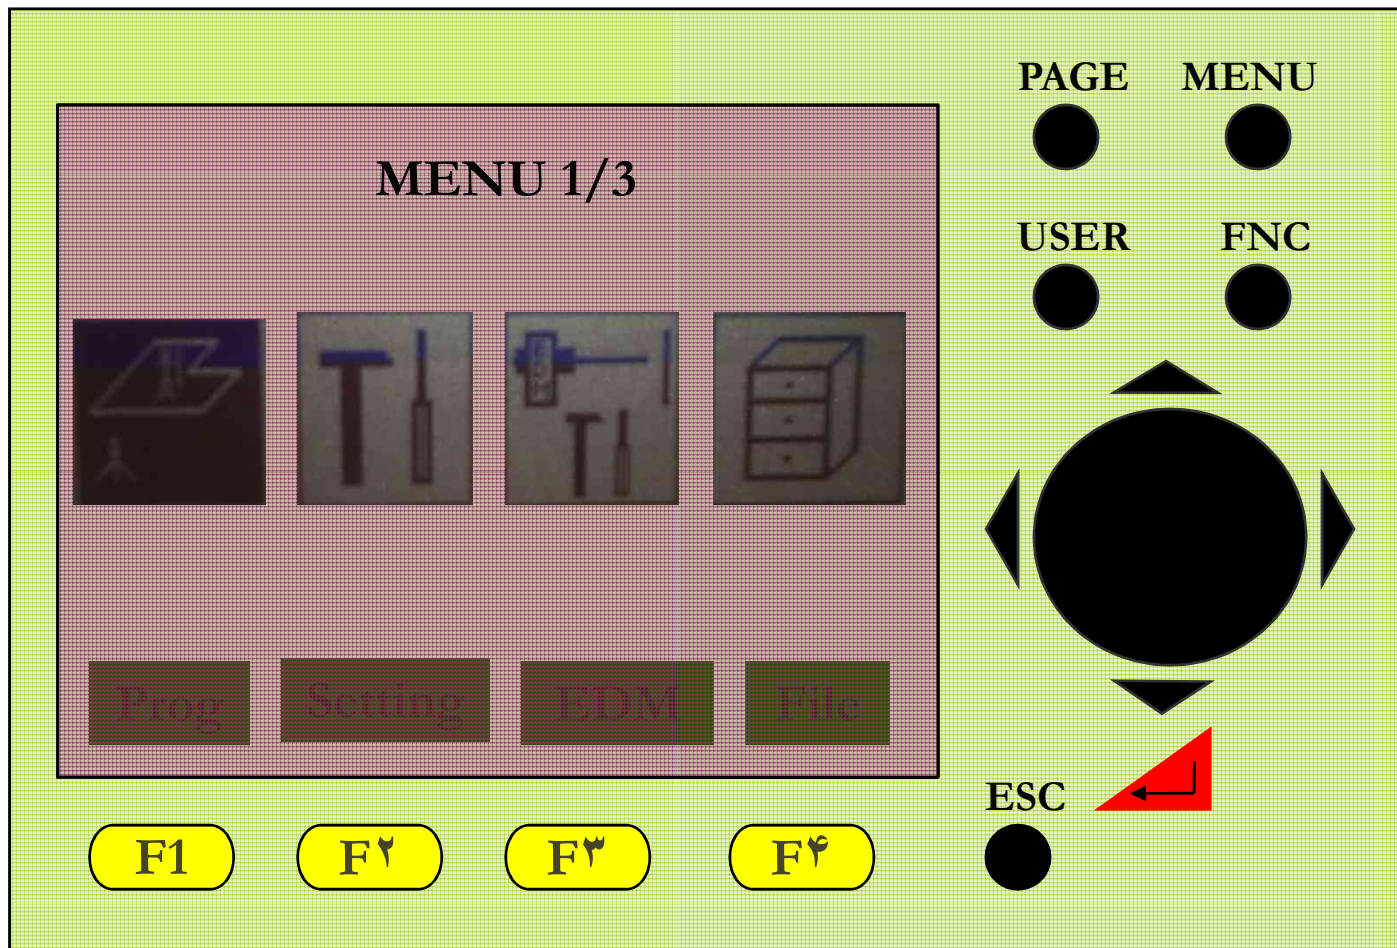 PAGE MENU
MENU 1/3
USER FNC
Prog Setting EDM File
ESC
F1 F۲ F۳ F۴